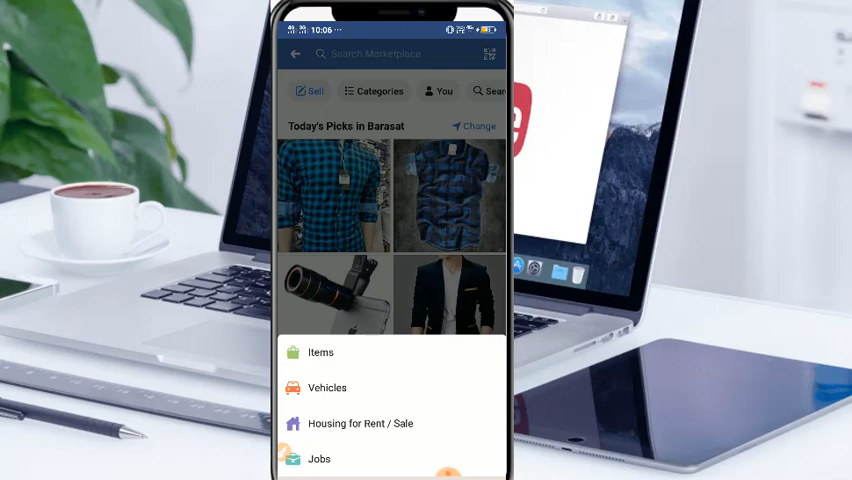 10:06 ...
Search Marketplace
Sell
Categories
You
Sear
Today's Picks in Barasat
Change
Items
Vehicles
Housing for Rent / Sale
Jobs